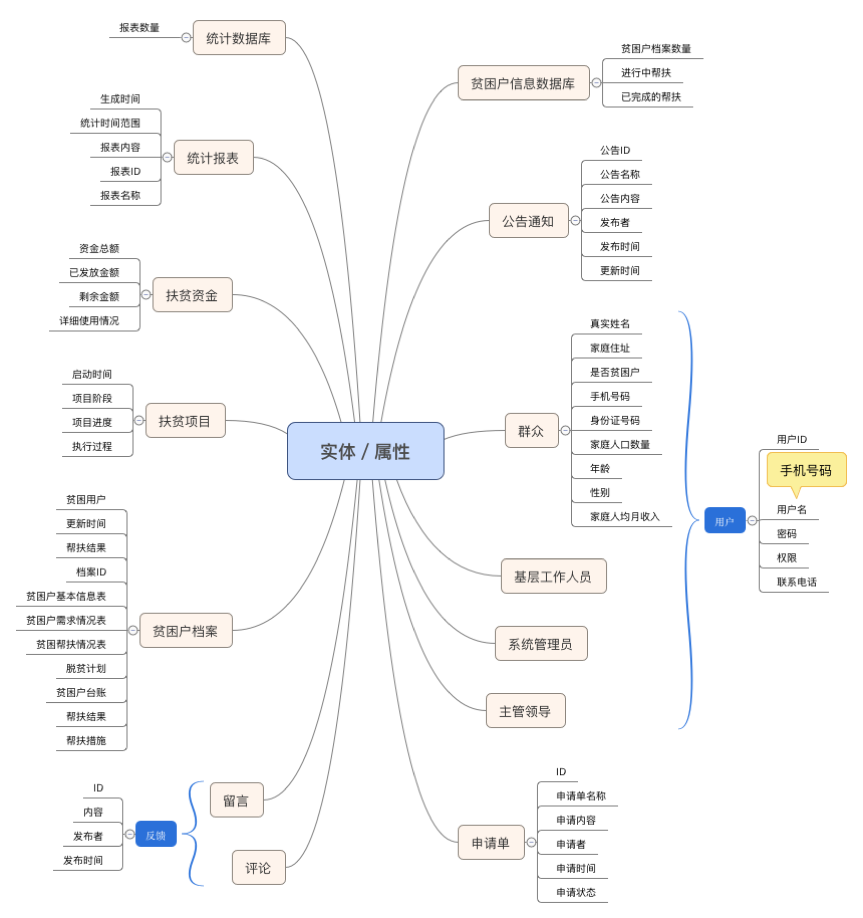 实体 / 属性
统计数据库
报表数量
统计报表
生成时间
统计时间范围
报表内容
报表ID
报表名称
扶贫资金
资金总额
已发放金额
剩余金额
详细使用情况
扶贫项目
启动时间
项目阶段
项目进度
执行过程
贫困户档案
贫困用户
更新时间
帮扶结果
档案ID
贫困户基本信息表
贫困户需求情况表
贫困帮扶情况表
脱贫计划
贫困户台账
帮扶结果
帮扶措施
留言
评论
反馈
ID
内容
发布者
发布时间
贫困户信息数据库
贫困户档案数量
进行中帮扶
已完成的帮扶
公告通知
公告ID
公告名称
公告内容
发布者
发布时间
更新时间
群众
真实姓名
家庭住址
是否贫困户
手机号码
身份证号码
家庭人口数量
年龄
性别
家庭人均月收入
基层工作人员
系统管理员
主管领导
用户
用户ID
手机号码
用户名
密码
权限
联系电话
申请单
ID
申请单名称
申请内容
申请者
申请时间
申请状态